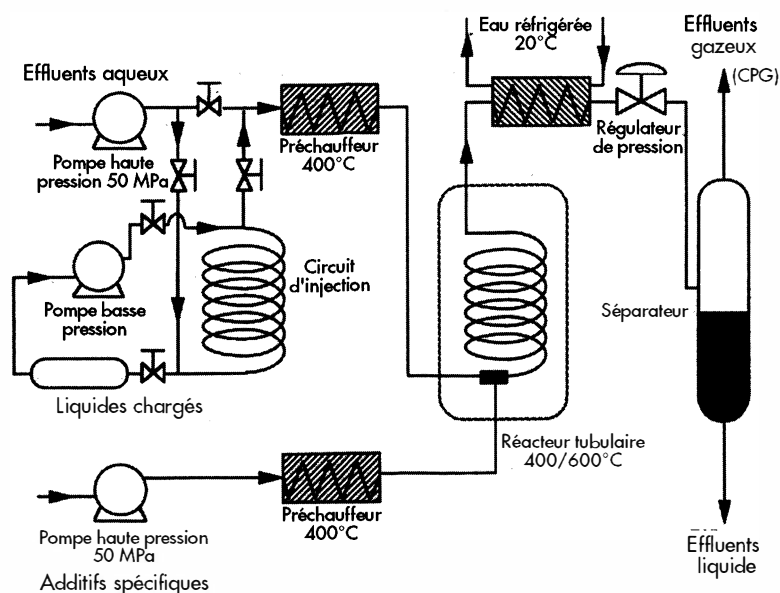 Eau réfrigérée
20°C
Effluents
gazeux
(CPG)
Effluents aqueux
Pompe haute
pression 50 MPa
Préchauffeur
400°C
Régulateur
de pression
Circuit
d'injection
Pompe basse
pression
Séparateur
Liquides chargés
Réacteur tubulaire
400/600°C
Pompe haute pression
50 MPa
Additifs spécifiques
Préchauffeur
400°C
Effluents
liquide